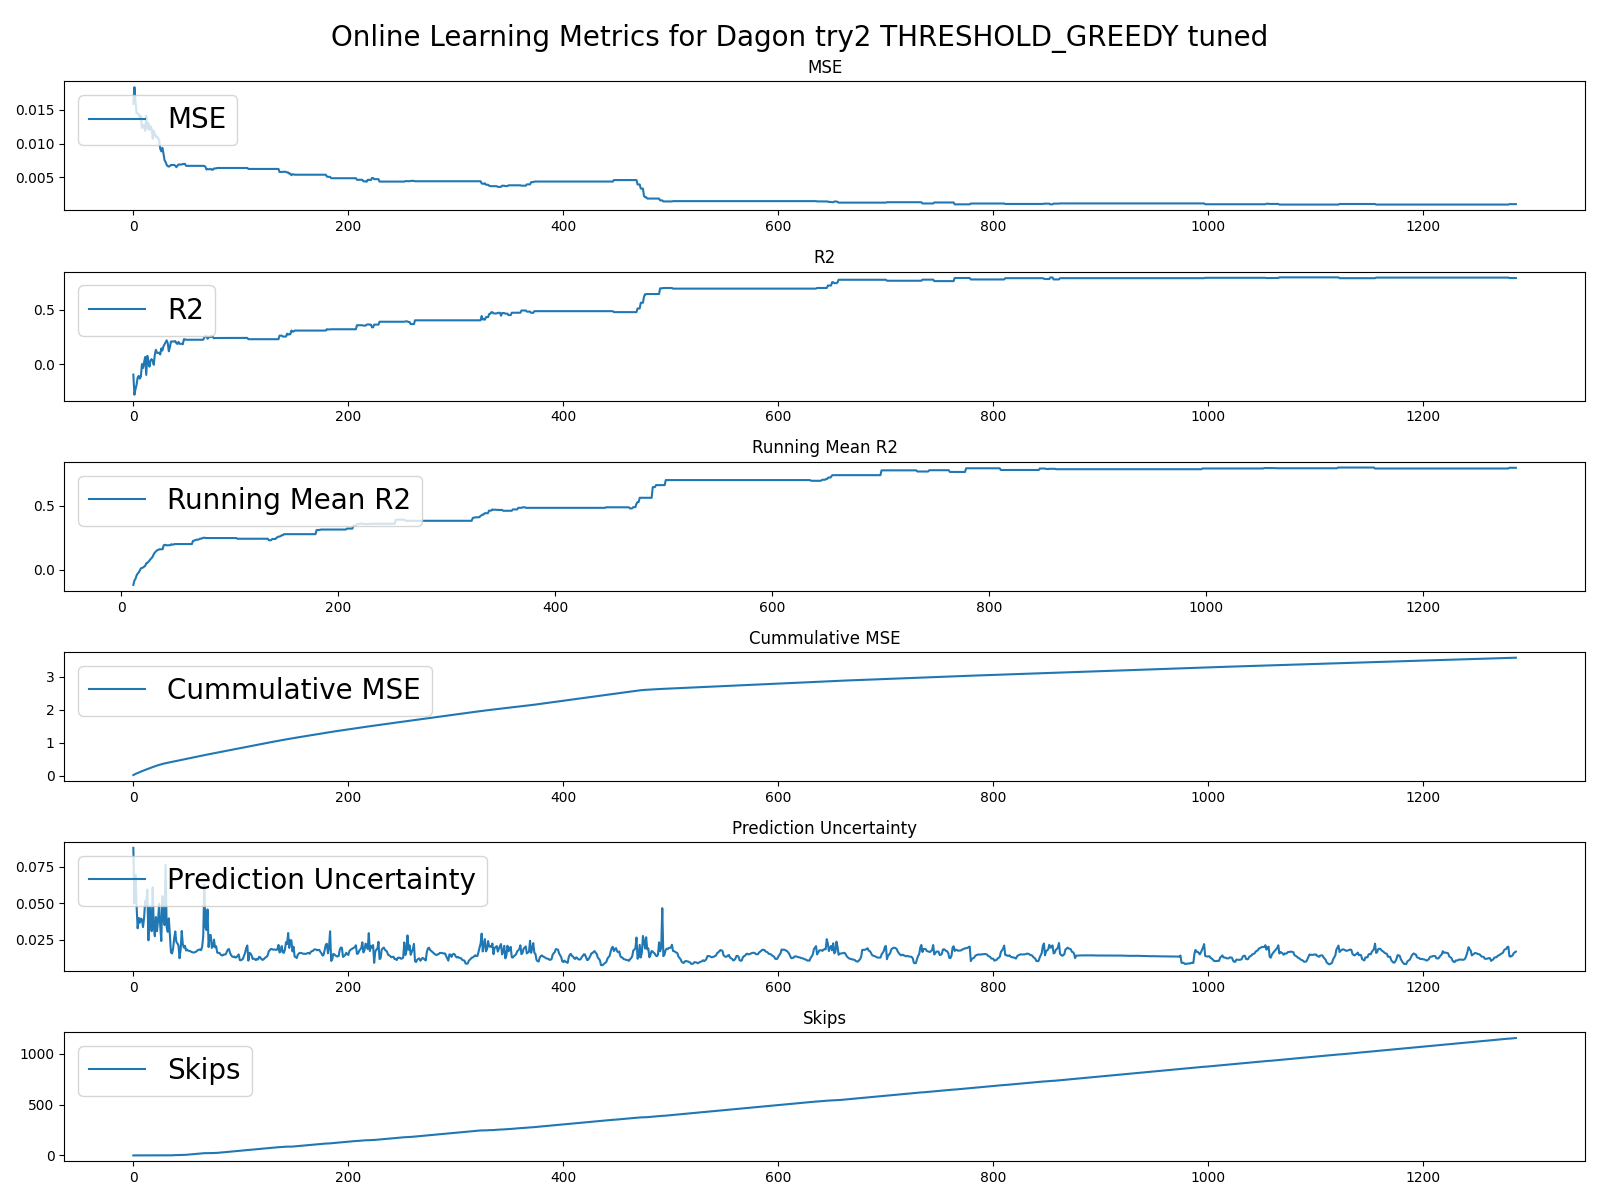 Online Learning Metrics for Dagon try2 THRESHOLD_GREEDY tuned
MSE
MSE
0.015
0.010
0.005
0 200 400 600 800 1000 1200
R2
R2
0.5
0.0
0 200 400 600 800 1000 1200
Running Mean R2
Running Mean R2
0.5
0.0
0 200 400 600 800 1000 1200
Cummulative MSE
Cummulative MSE
3
2
1
0
0 200 400 600 800 1000 1200
Prediction Uncertainty
Prediction Uncertainty
0.075
0.050
0.025
0 200 400 600 800 1000 1200
Skips
Skips
1000
500
0
0 200 400 600 800 1000 1200